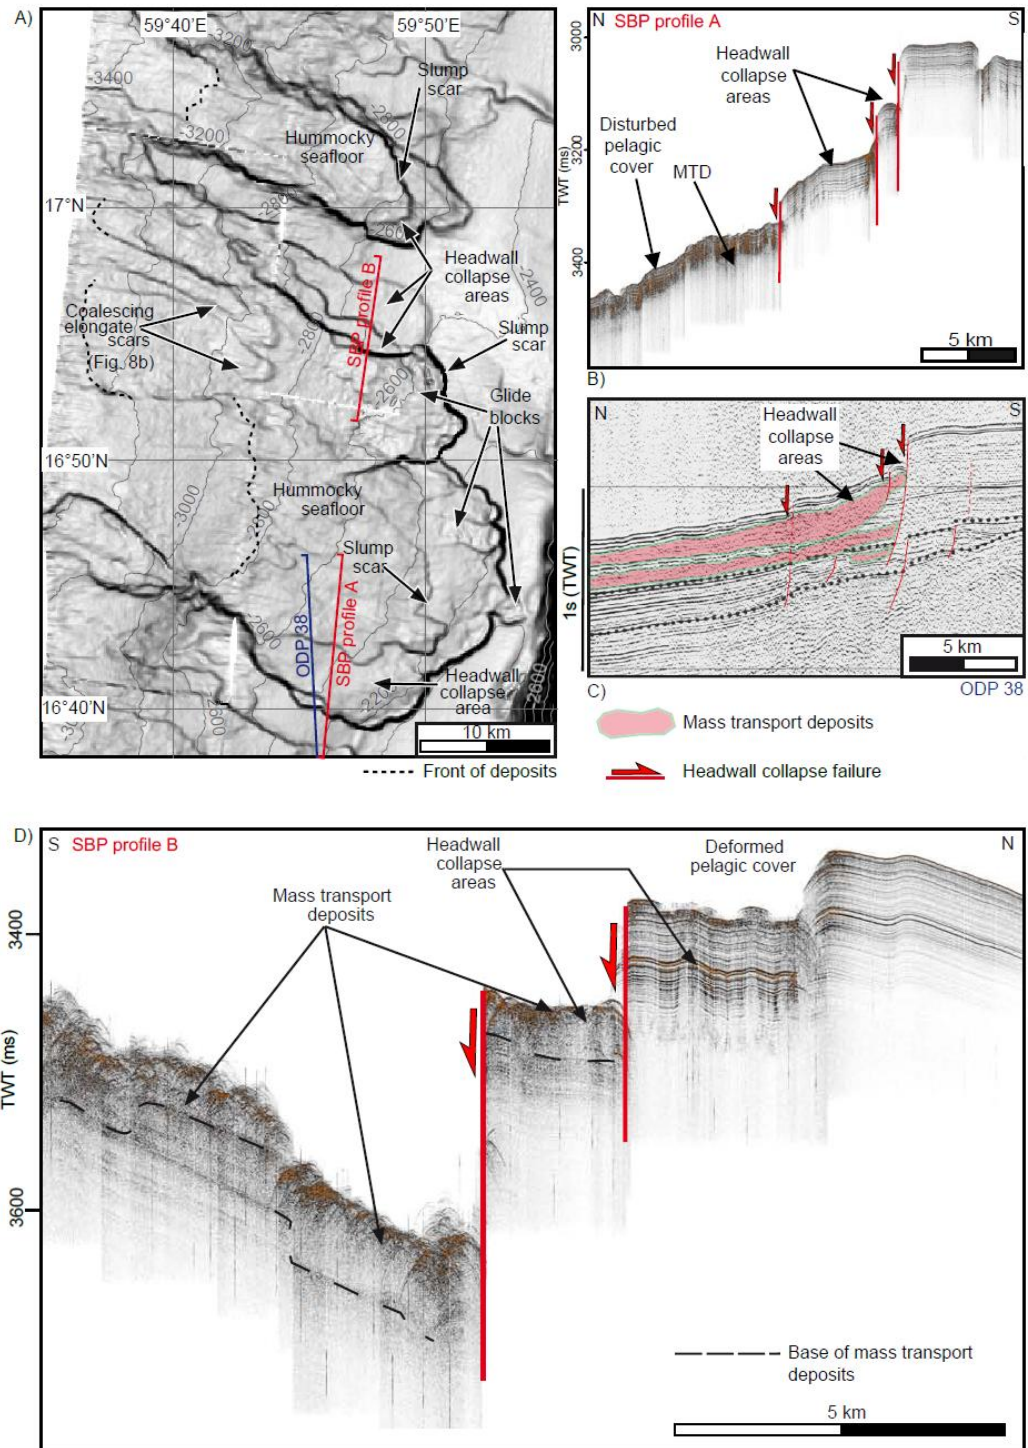 A)
59°40'E
59°50'E
-3200
-3400
Slump
scar
-2800
Hummocky
seafloor
-3200
-2800
17°N
-2600
Headwall
collapse
areas
-2400
SBP profile B
Coalescing
elongate
scars
(Fig. 8b)
-2800
Slump
scar
-2600
Glide
blocks
16°50'N
Hummocky
seafloor
-3000
Slump
scar
ODP 38
SBP profile A
2600
Headwall
collapse
area
-2200
2600
16°40'N
2600
10 km
Front of deposits
N SBP profile A S
3000
3200
3400
TWT (ms)
Headwall
collapse
areas
Disturbed
pelagic
cover
MTD
5 km
B)
N
S
Headwall
collapse
areas
1s (TWT)
5 km
C)
ODP 38
Mass transport deposits
Headwall collapse failure
D)
S SBP profile B
N
Headwall
collapse
areas
Deformed
pelagic cover
Mass transport
deposits
3400
TWT (ms)
3600
Base of mass transport
deposits
5 km